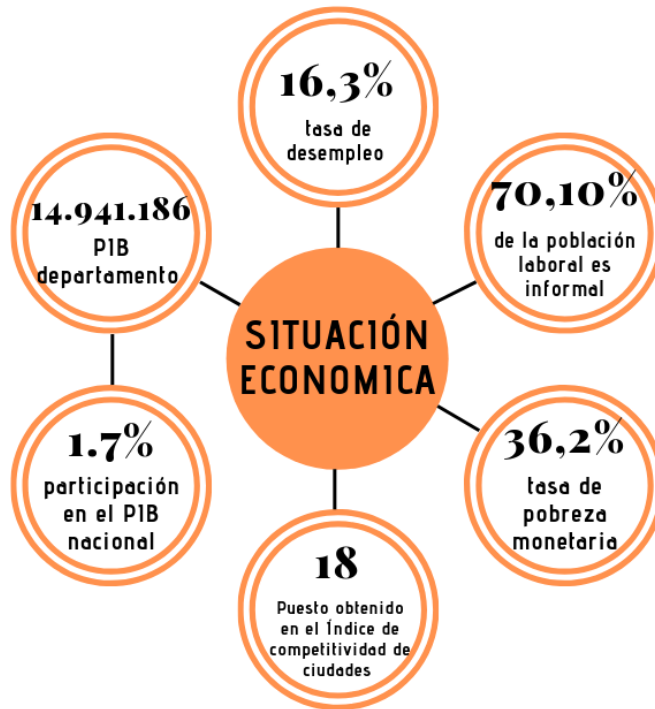 16,3%
tasa de
desempleo
14.941.186
PIB
departamento
70,10%
de la población
laboral es
informal
SITUACIÓN
ECONOMICA
1.7%
participación
en el PIB
nacional
36,2%
tasa de
pobreza
monetaria
18
Puesto obtenido
en el Índice de
competitividad de
ciudades